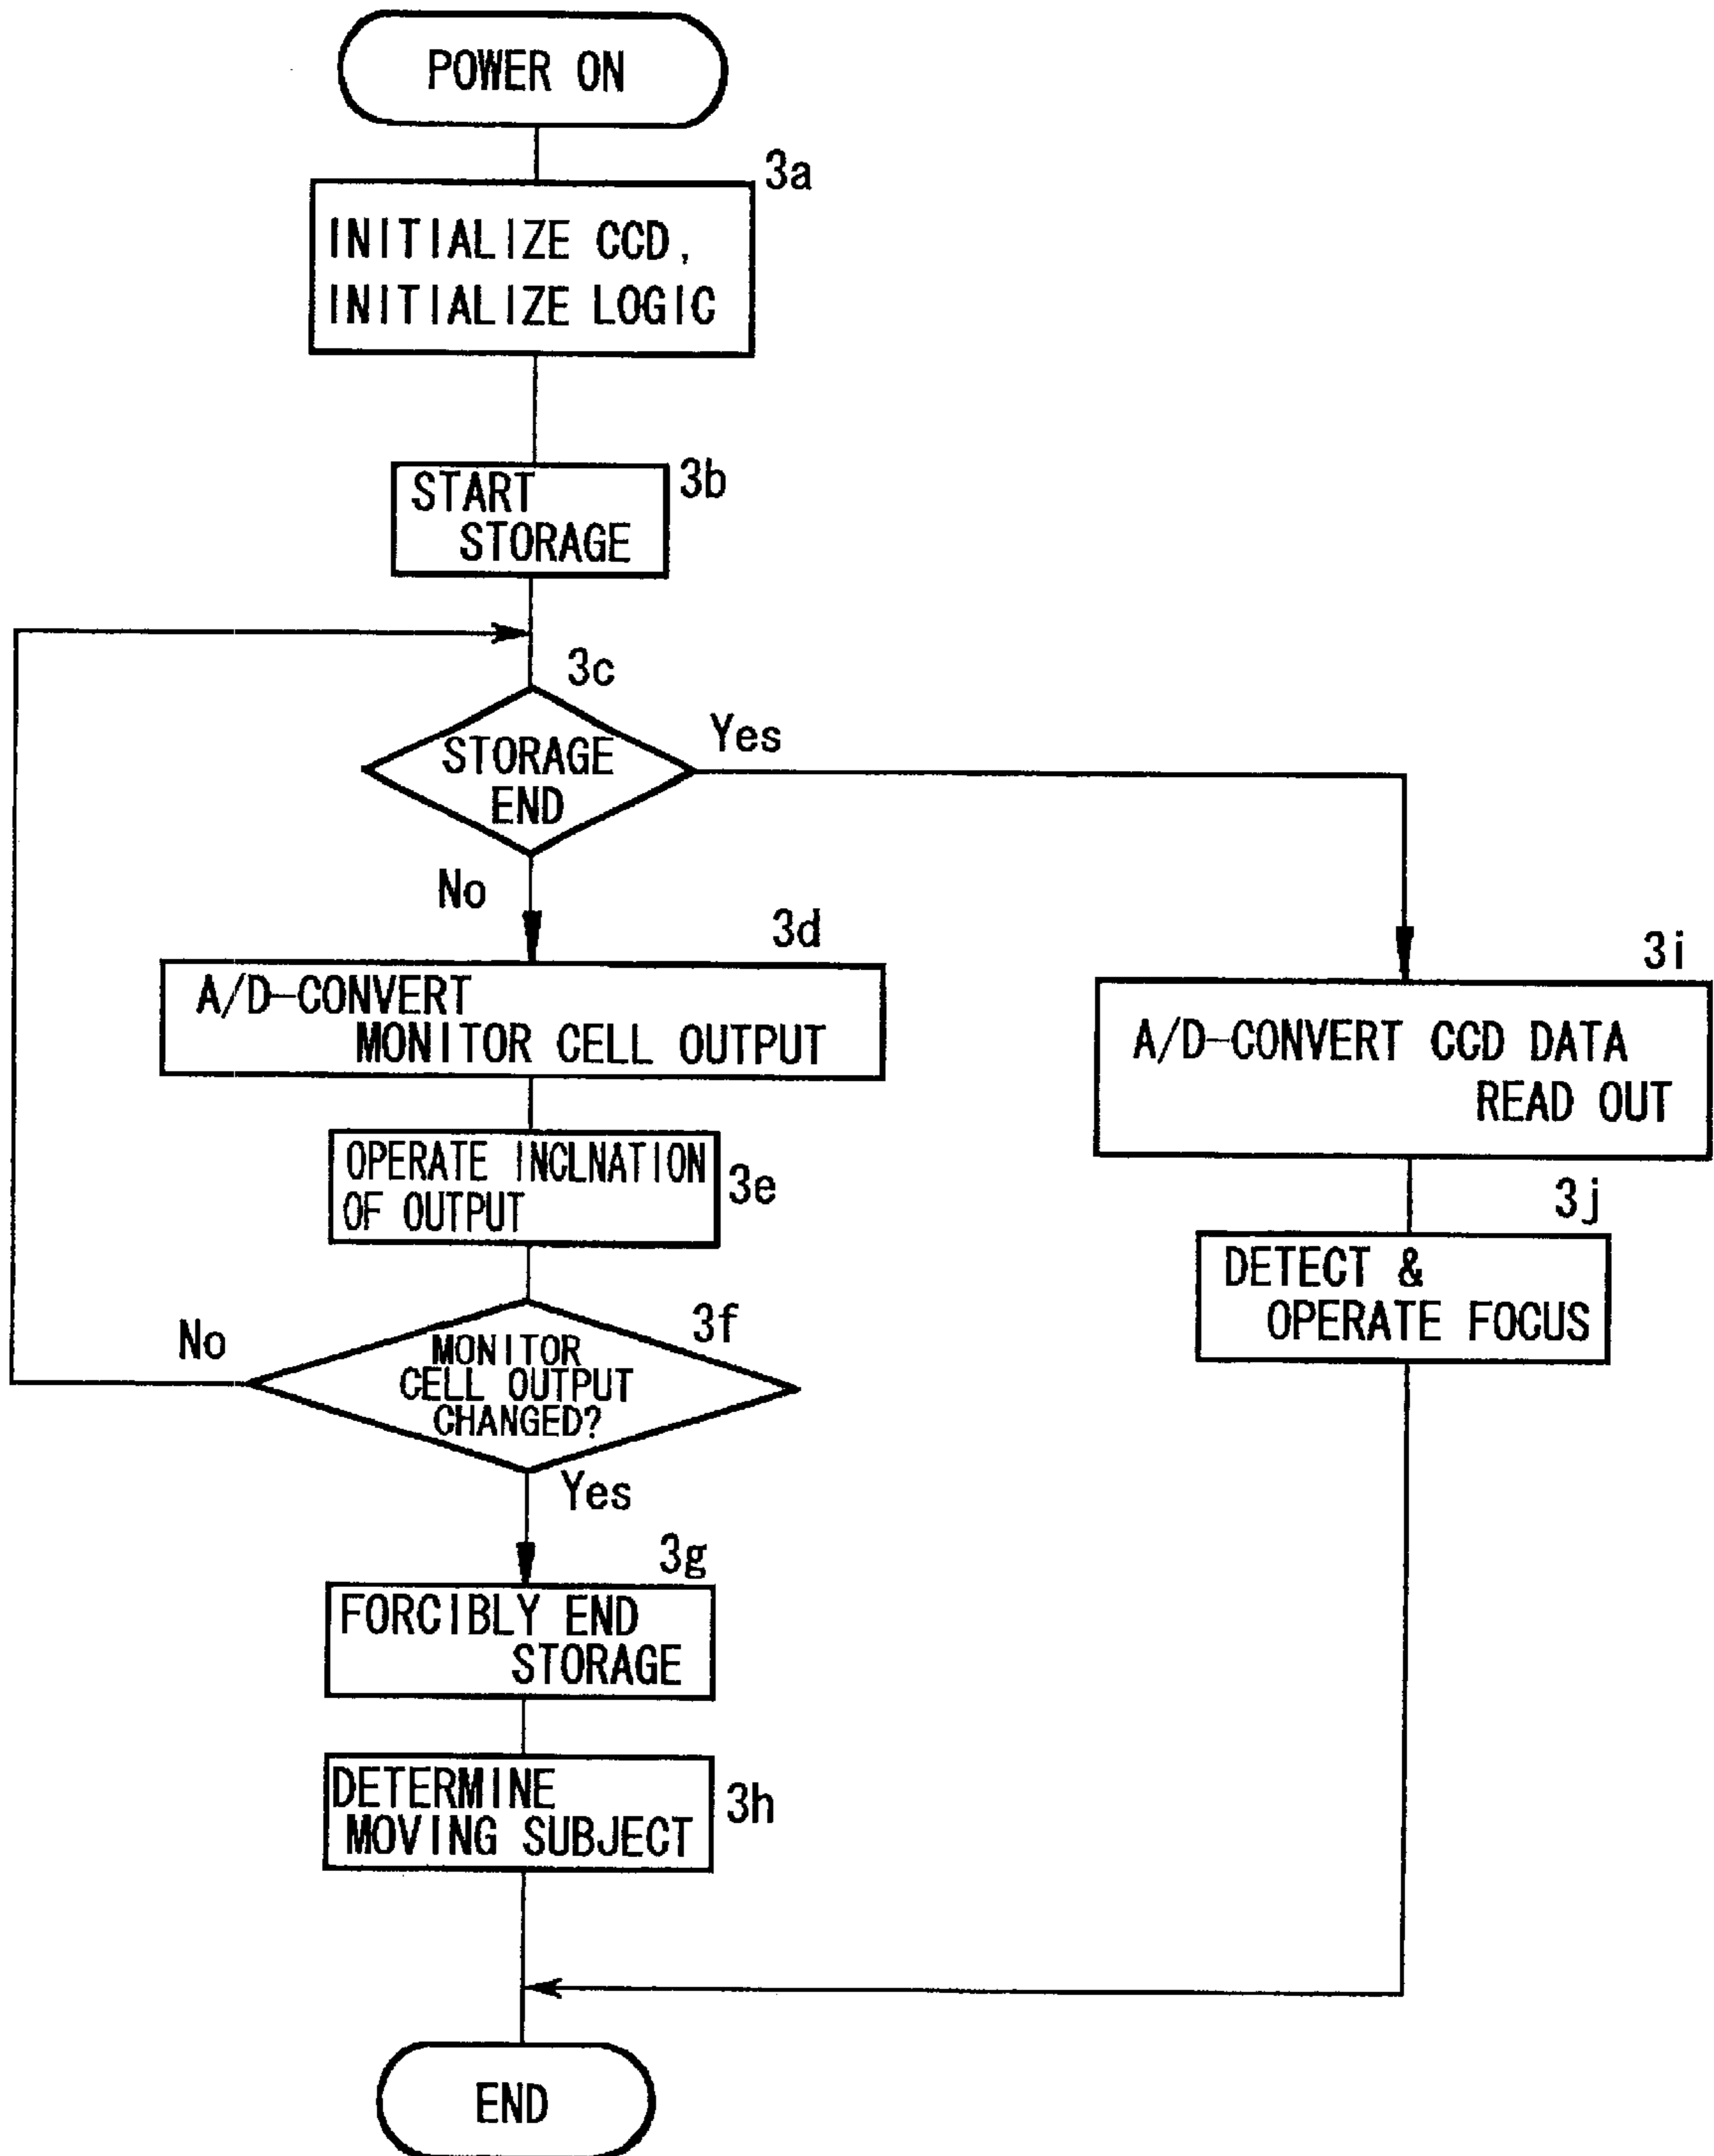 POWER ON
3a
INITIALIZE CCD,
INITIALIZE LOGIC
3b
START
STORAGE
3c
STORAGE
END
Yes
No
3d
A/D-CONVERT
MONITOR CELL OUTPUT
3i
A/D-CONVERT CCD DATA
READ OUT
OPERATE INCLNATION
OF OUTPUT
3e
3j
DETECT &
OPERATE FOCUS
3f
No
MONITOR
CELL OUTPUT
CHANGED?
Yes
3g
FORCIBLY END
STORAGE
DETERMINE
MOVING SUBJECT
3h
END